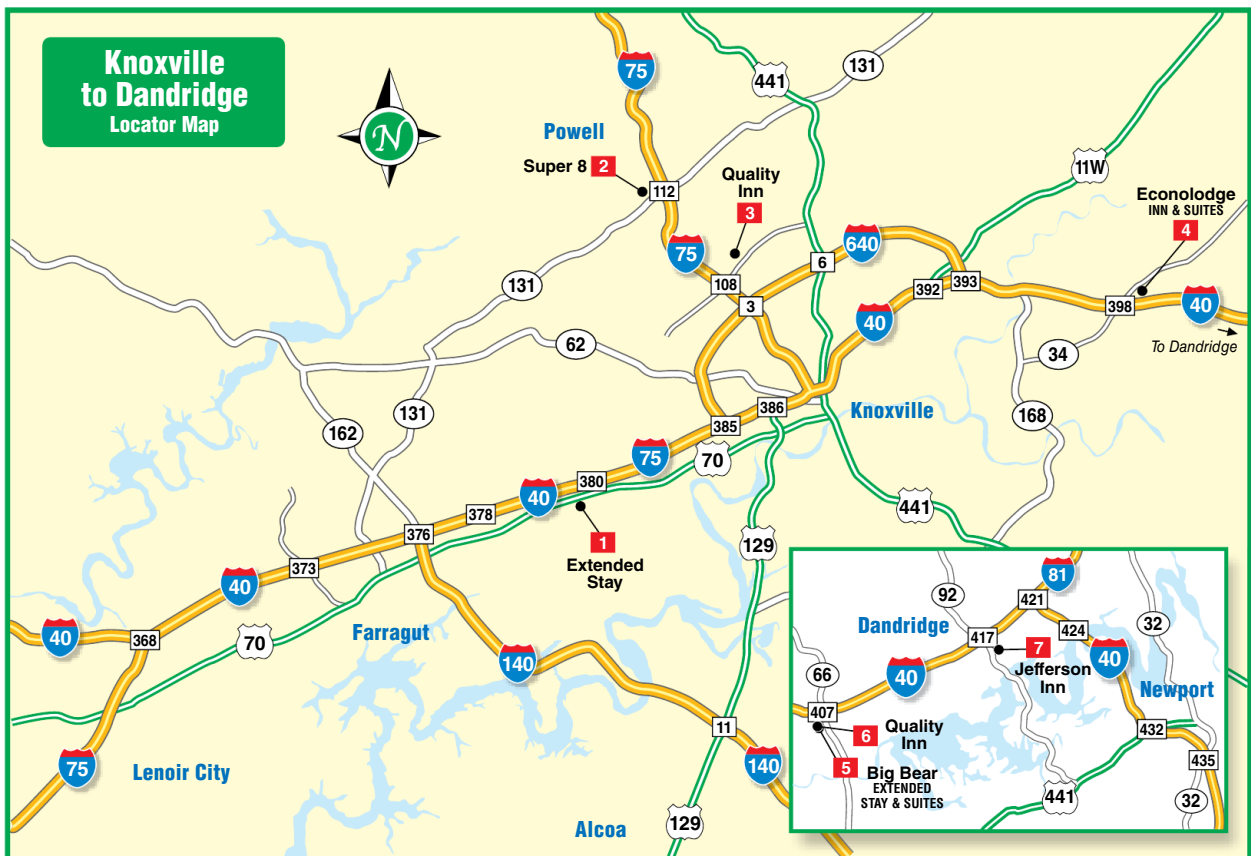 Knoxville
to Dandridge
Locator Map
N
75
441
131
Powell
Super 8 2
112
Quality
Inn
3
11W
Econolodge
INN & SUITES
4
75
640
6
108
3
131
392
393
40
398
40
To Dandridge
62
34
131
162
386
Knoxville
168
385
70
75
380
40
378
441
376
1
Extended
Stay
129
373
40
40
368
70
Farragut
140
11
140
75
Lenoir City
Alcoa
129
81
92
421
Dandridge
417
424
32
7
Jefferson
Inn
40
40
Newport
66
407
6 Quality
Inn
432
5 Big Bear
EXTENDED
STAY & SUITES
435
441
32